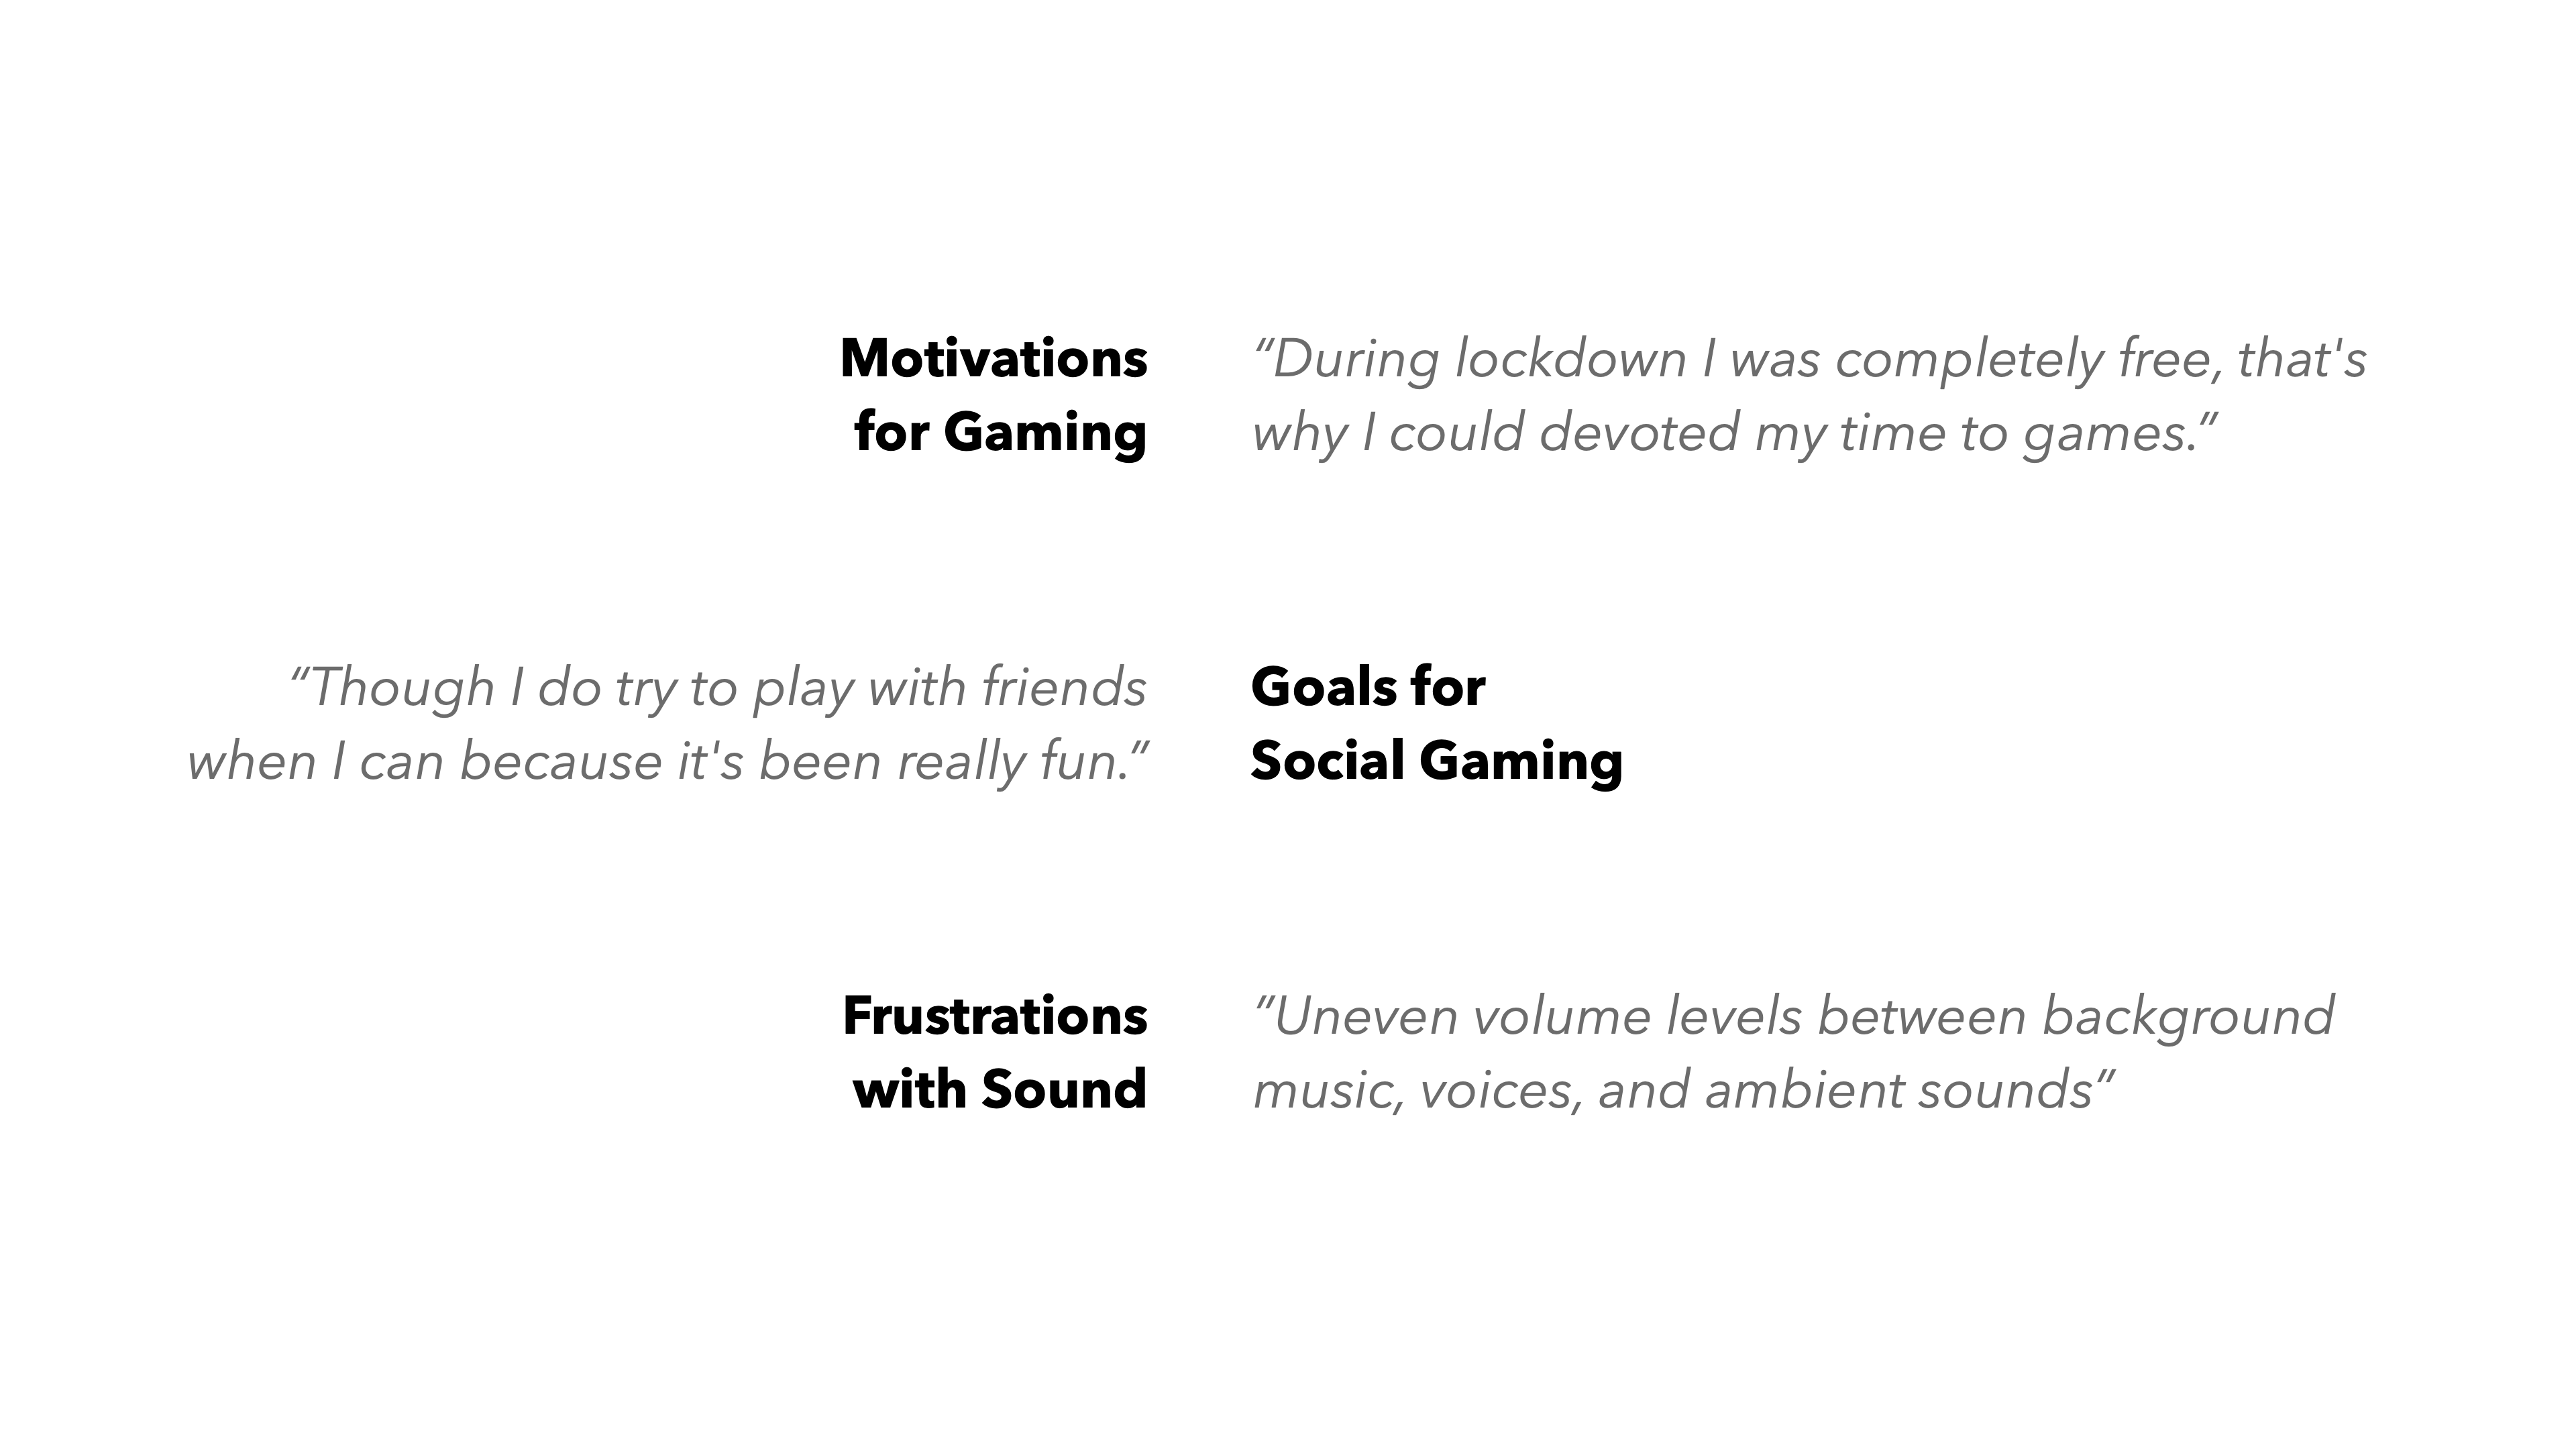 Motivations
for Gaming
“During lockdown I was completely free, that's
why I could devoted my time to games.”
“Though I do try to play with friends
when I can because it's been really fun.”
Goals for
Social Gaming
Frustrations
with Sound
“Uneven volume levels between background
music, voices, and ambient sounds”